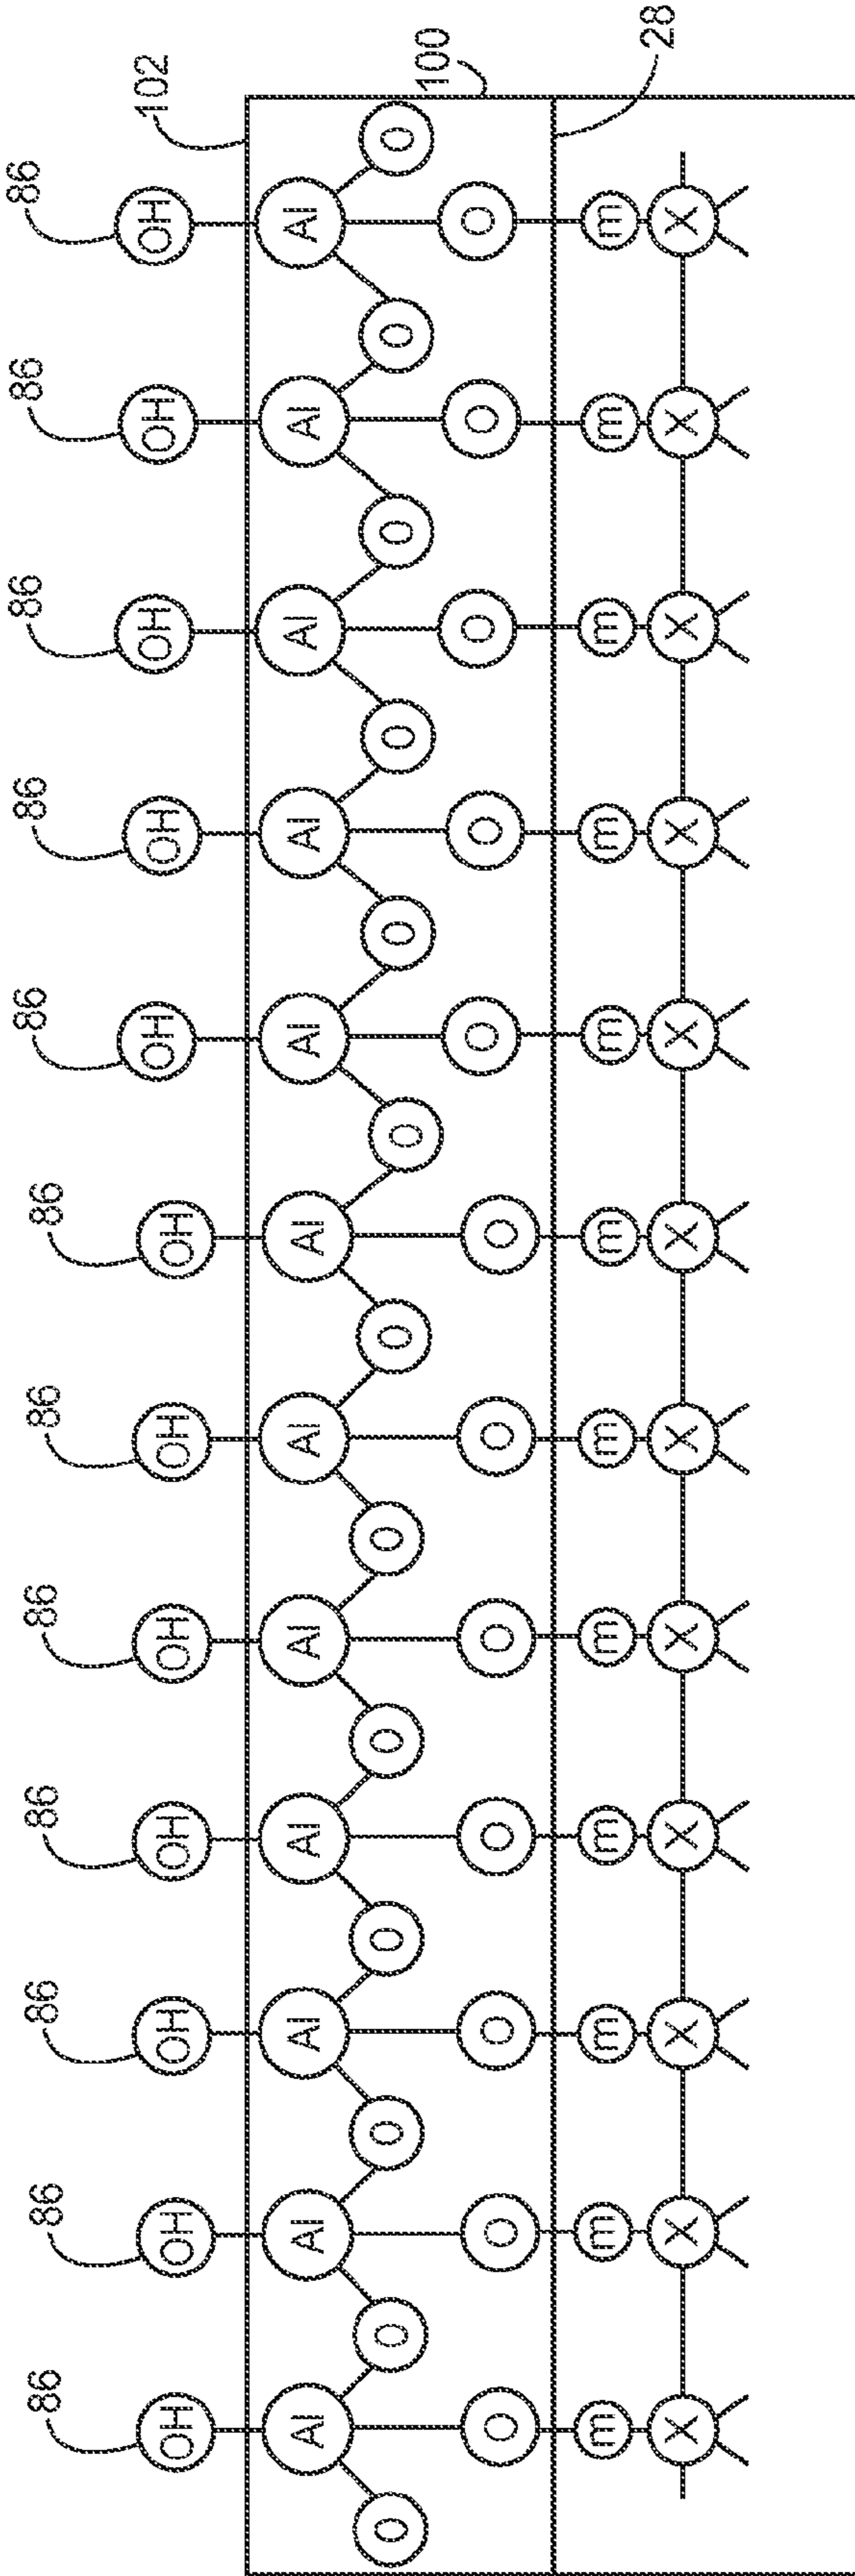 86 86 86 86 86 86 86 86 86 86 86 86
OH OH OH OH OH OH OH OH OH OH OH OH 102
Al Al Al Al Al Al Al Al Al Al Al Al
O O O O O O O O O O O O O
100
O O O O O O O O O O O O
m m m m m m m m m m m m
28
X X X X X X X X X X X X